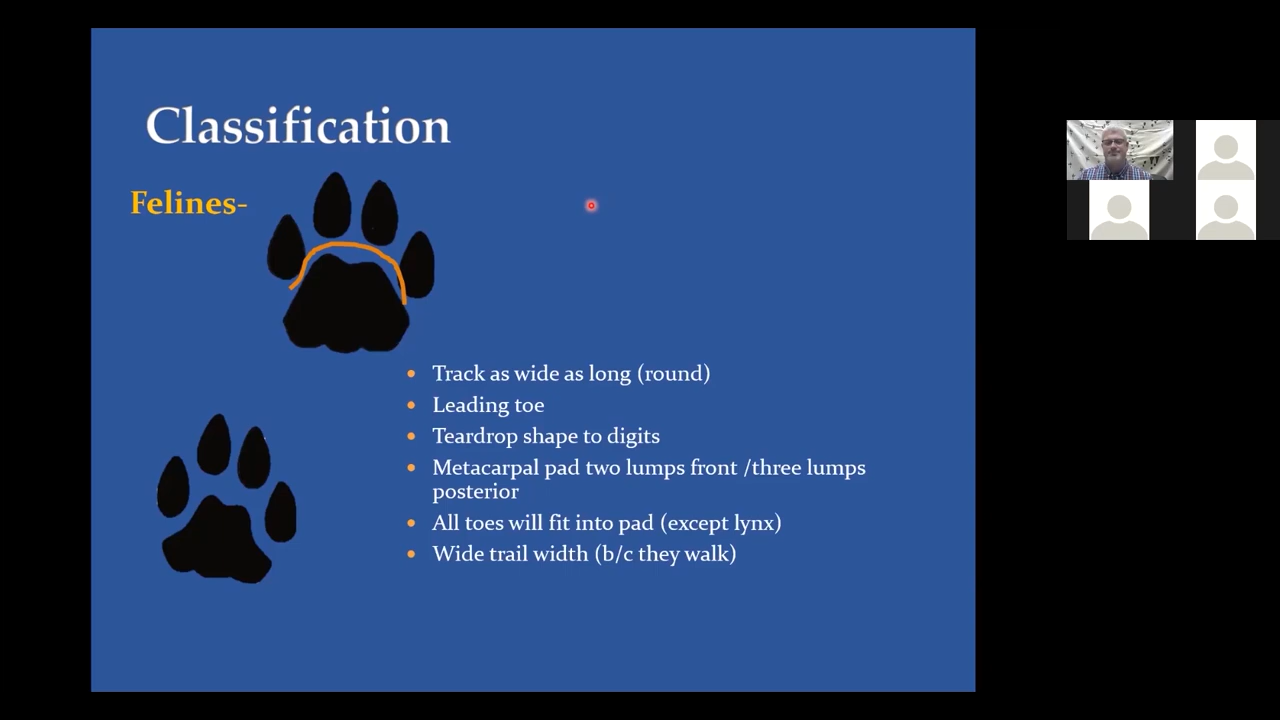 Classification
Felines-
Track as wide as long (round)
Leading toe
Teardrop shape to digits
Metacarpal pad two lumps front /three lumps
posterior
All toes will fit into pad (except lynx)
Wide trail width (b/c they walk)